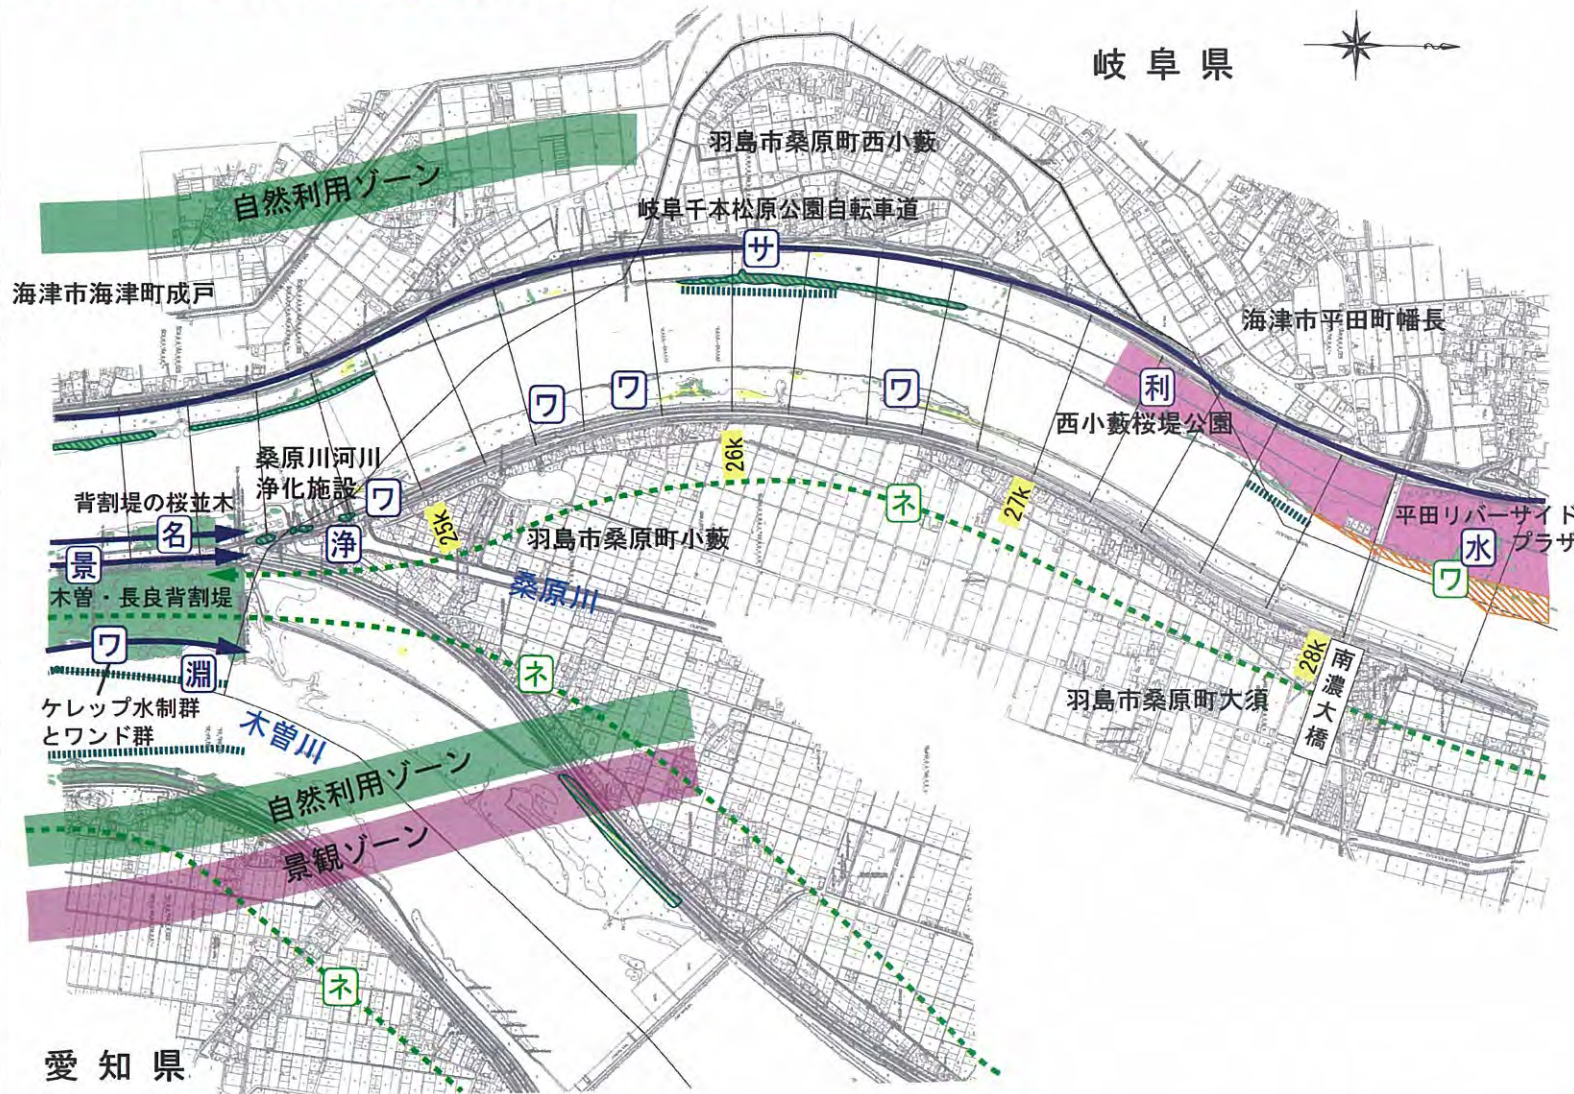 岐阜県
羽島市桑原町西小藪
自然利用ゾーン
岐阜千本松原公園自転車道
サ
海津市海津町成戸
海津市平田町幡長
利
ワ
ワ
ワ
西小藪桜堤公園
桑原川河川
浄化施設
ワ
26k
背割堤の桜並木
名
25k
ネ
27k
平田リバーサイド
プラザ
浄
羽島市桑原町小藪
水
景
ワ
木曽・長良背割堤
桑原川
ワ
28k
南濃大橋
淵
ネ
羽島市桑原町大須
ケレップ水制群
とワンド群
木曽川
自然利用ゾーン
景観ゾーン
ネ
愛知県